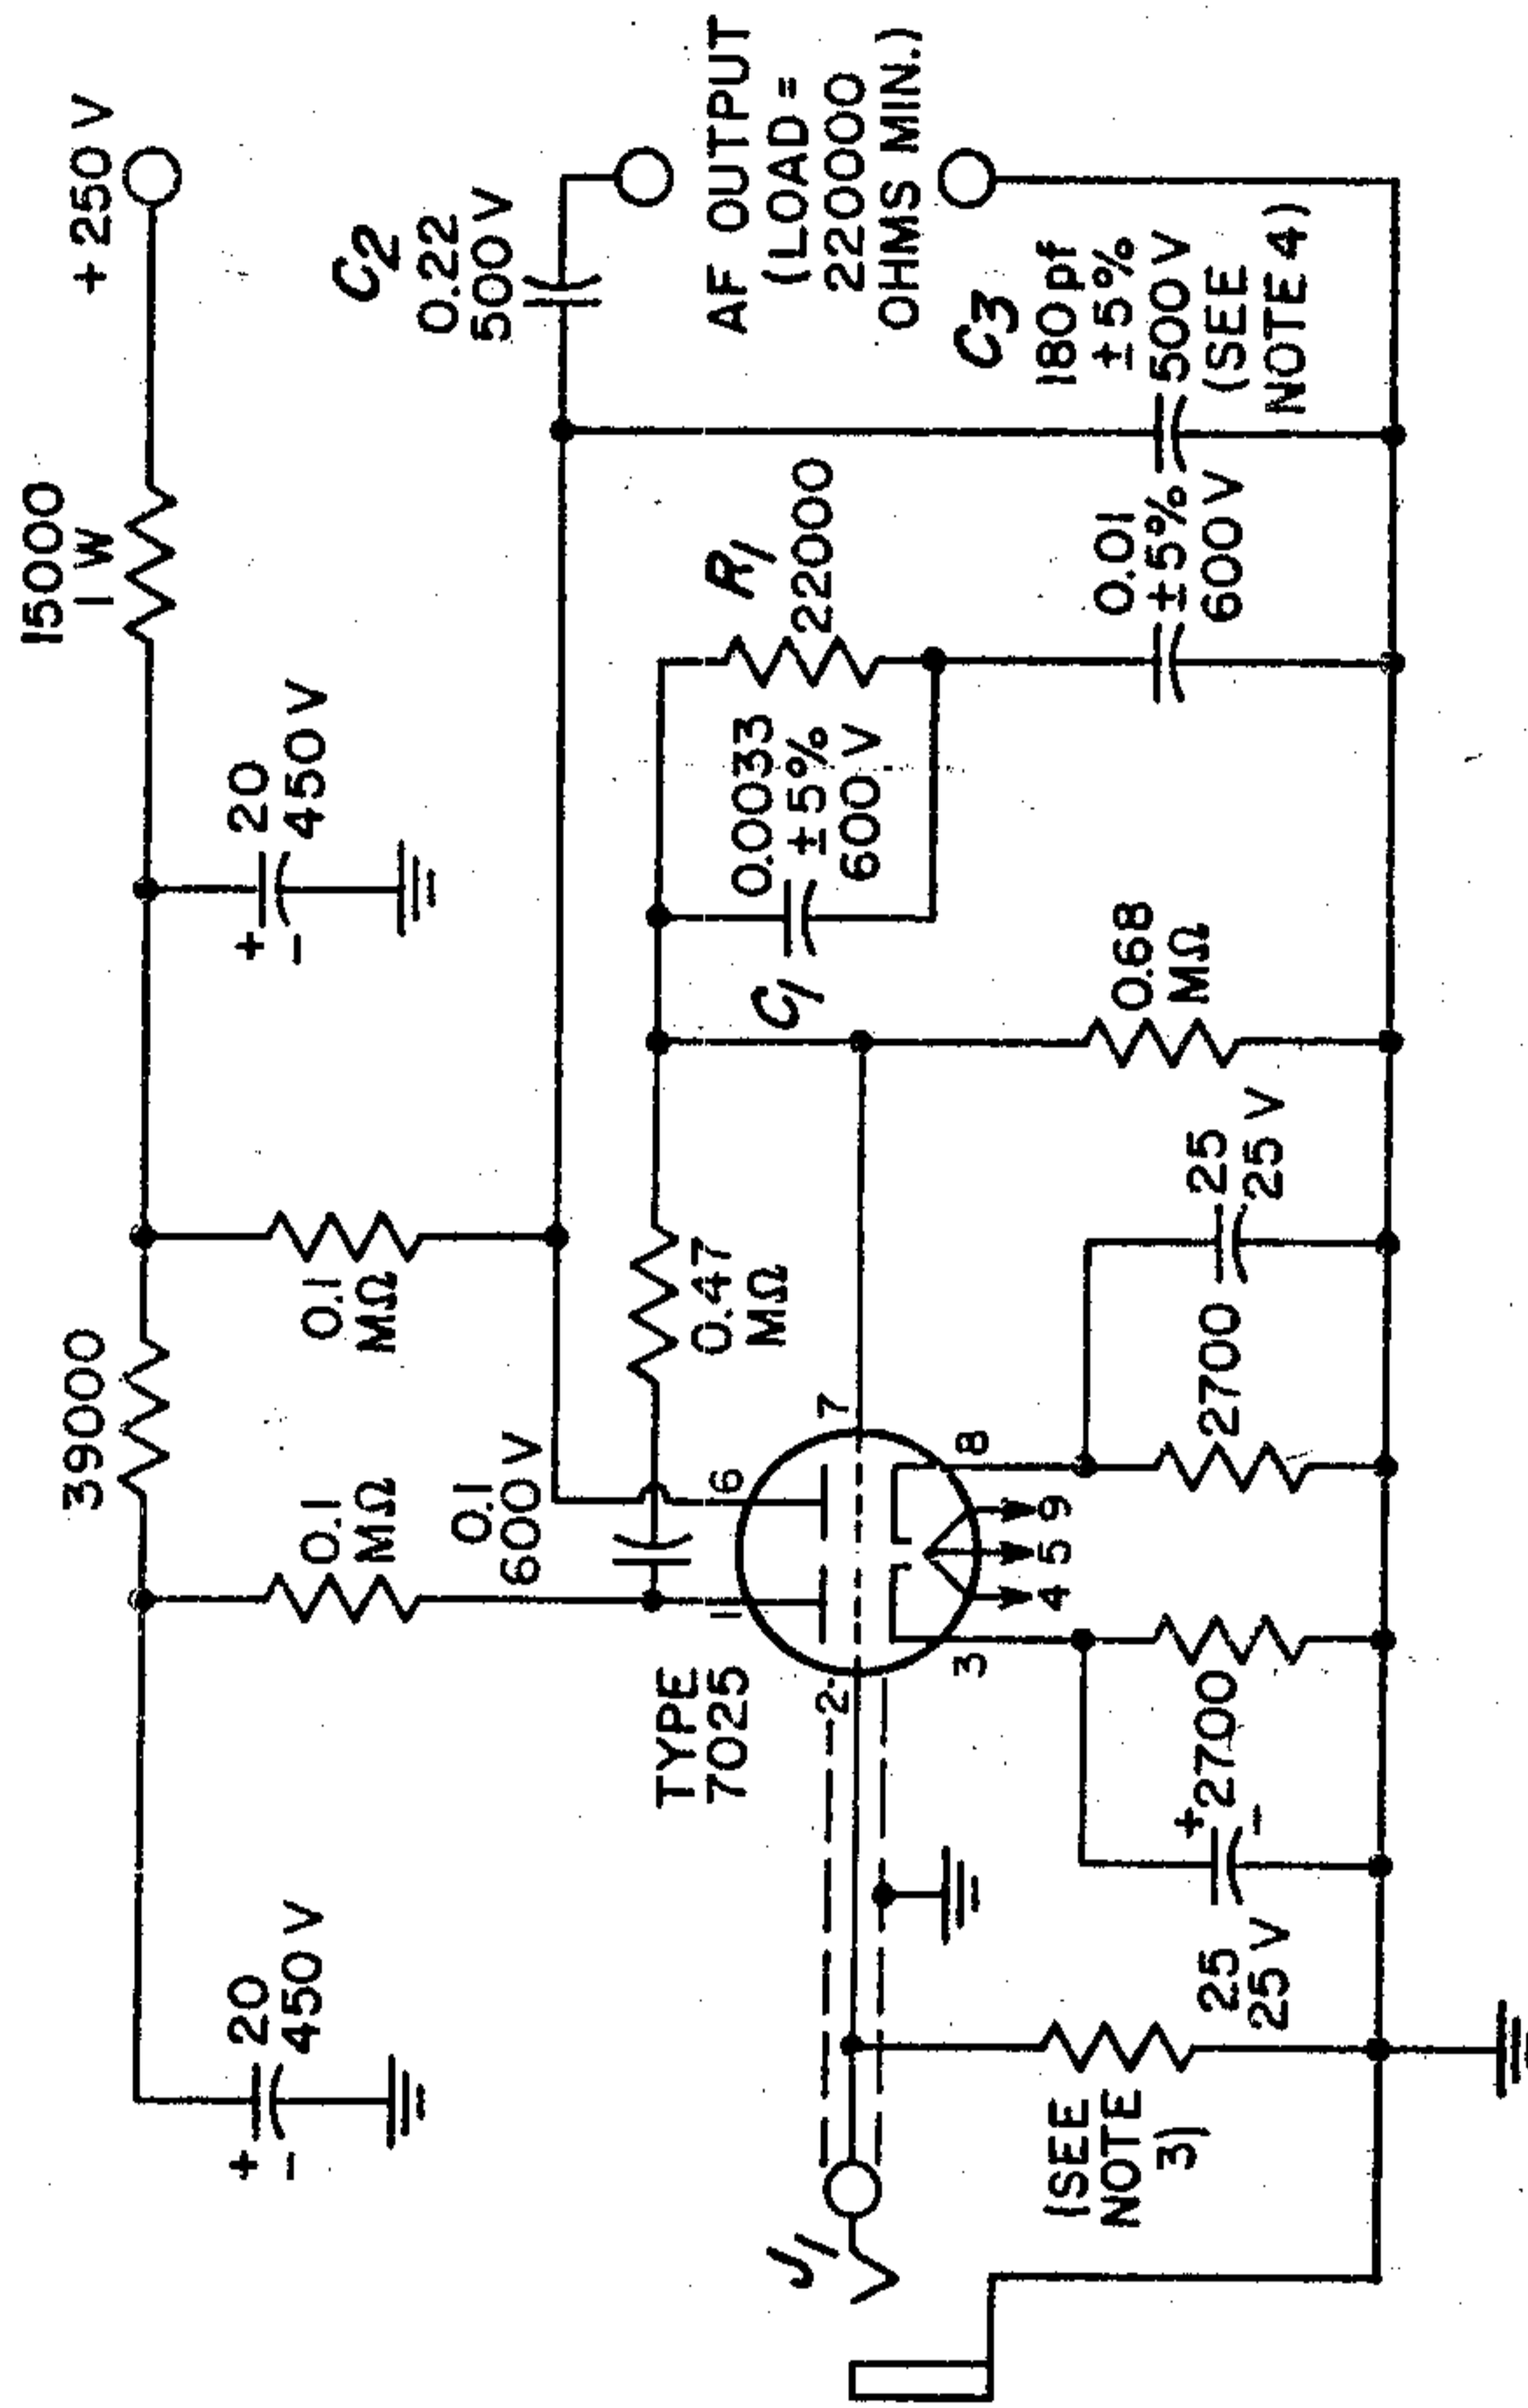 +250 V
15000
1 W
20
450 V
+
-
39000
0.1
MΩ
0.1
MΩ
20
450 V
+
-
C2
0.22
500 V
AF OUTPUT
(LOAD =
220000
OHMS MIN.)
C3
180 pf
±5%
500 V
(SEE
NOTE 4)
R1
22000
0.0033
±5%
600 V
C1
0.01
±5%
600 V
0.68
MΩ
0.47
MΩ
0.1
600 V
6
7
1
2
8
3
9
5
4
TYPE
7025
25
25 V
2700
2700
+
-
25
25 V
J1
(SEE
NOTE
3)